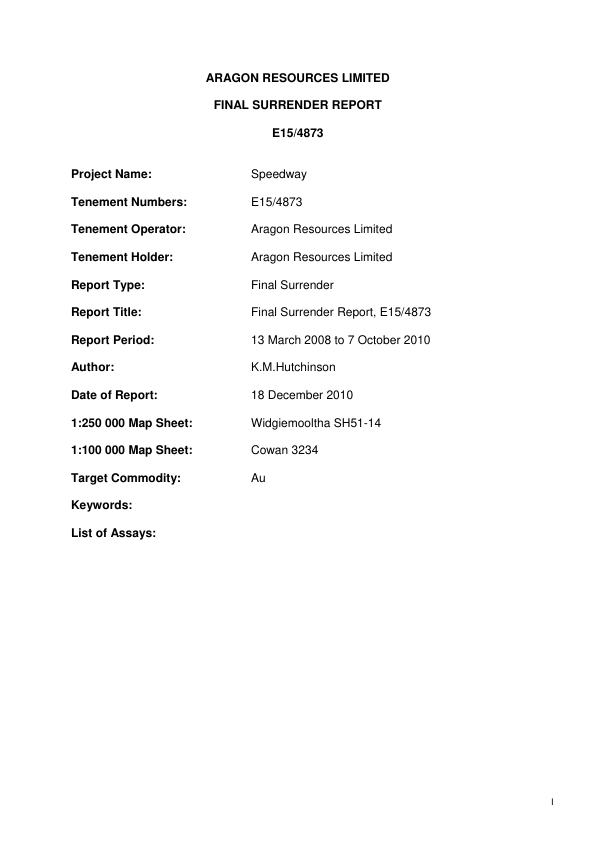 ARAGON RESOURCES LIMITED
FINAL SURRENDER REPORT
E15/4873
Project Name: Speedway
Tenement Numbers: E15/4873
Tenement Operator: Aragon Resources Limited
Tenement Holder: Aragon Resources Limited
Report Type: Final Surrender
Report Title: Final Surrender Report, E15/4873
Report Period: 13 March 2008 to 7 October 2010
Author: K.M.Hutchinson
Date of Report: 18 December 2010
1:250 000 Map Sheet: Widgiemooltha SH51-14
1:100 000 Map Sheet: Cowan 3234
Target Commodity: Au
Keywords:
List of Assays:
I